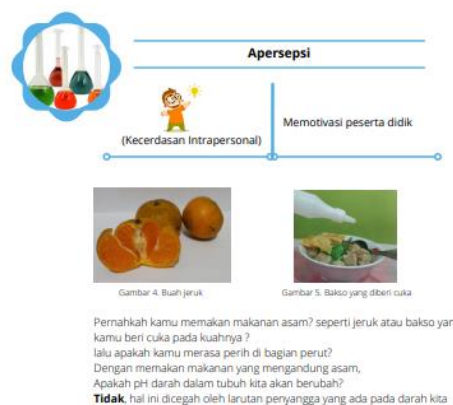 Apersepsi
(Kecerdasan Intrapersonal)
Memotivasi peserta didik
Gambar 4. Buah jeruk
Gambar 5. Bakso yang diberi cuka
Pernahkah kamu memakan makanan asam? seperti jeruk atau bakso yan
kamu beri cuka pada kuahnya ?
lalu apakah kamu merasa perih di bagian perut?
Dengan memakan makanan yang mengandung asam,
Apakah pH darah dalam tubuh kita akan berubah?
Tidak, hal ini dicegah oleh larutan penyangga yang ada pada darah kita